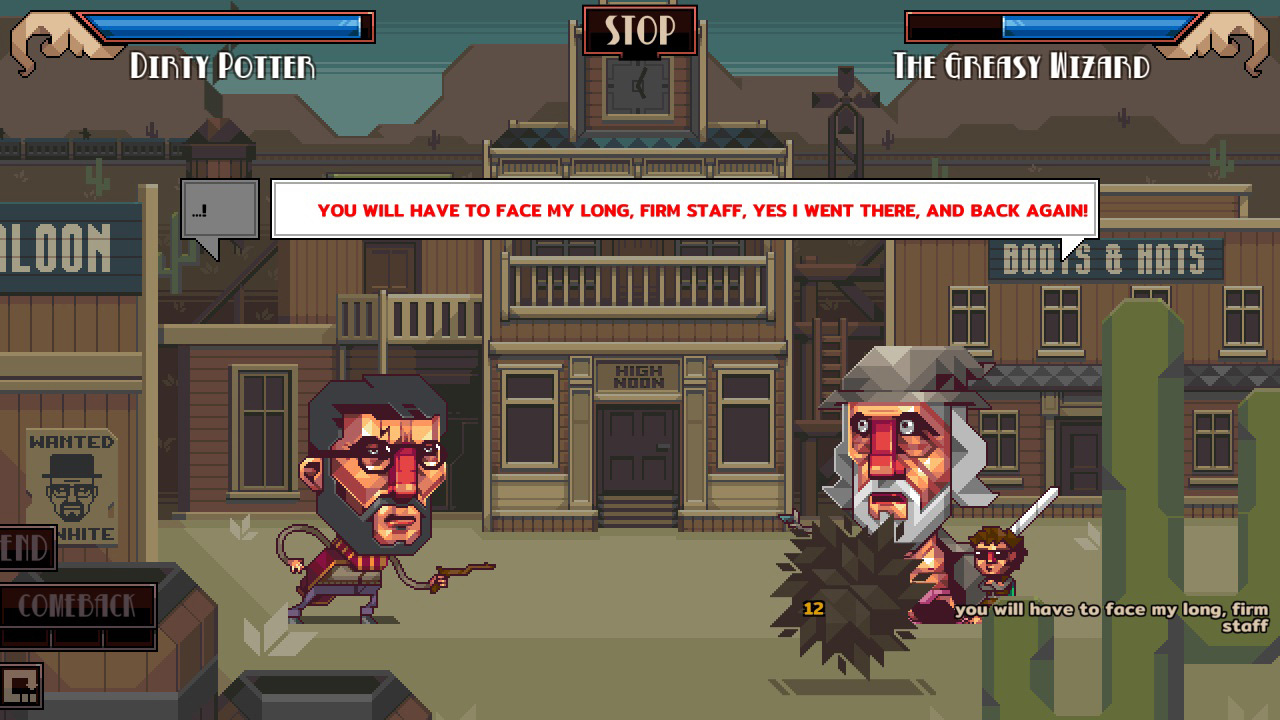 STOP
DIRTY POTTER
THE GREASY WIZARD
...!
YOU WILL HAVE TO FACE MY LONG, FIRM STAFF, YES I WENT THERE, AND BACK AGAIN!
LOON
BOOTS & HATS
HIGH
NOON
WANTED
WHITE
END
COMEBACK
12
you will have to face my long, firm
staff